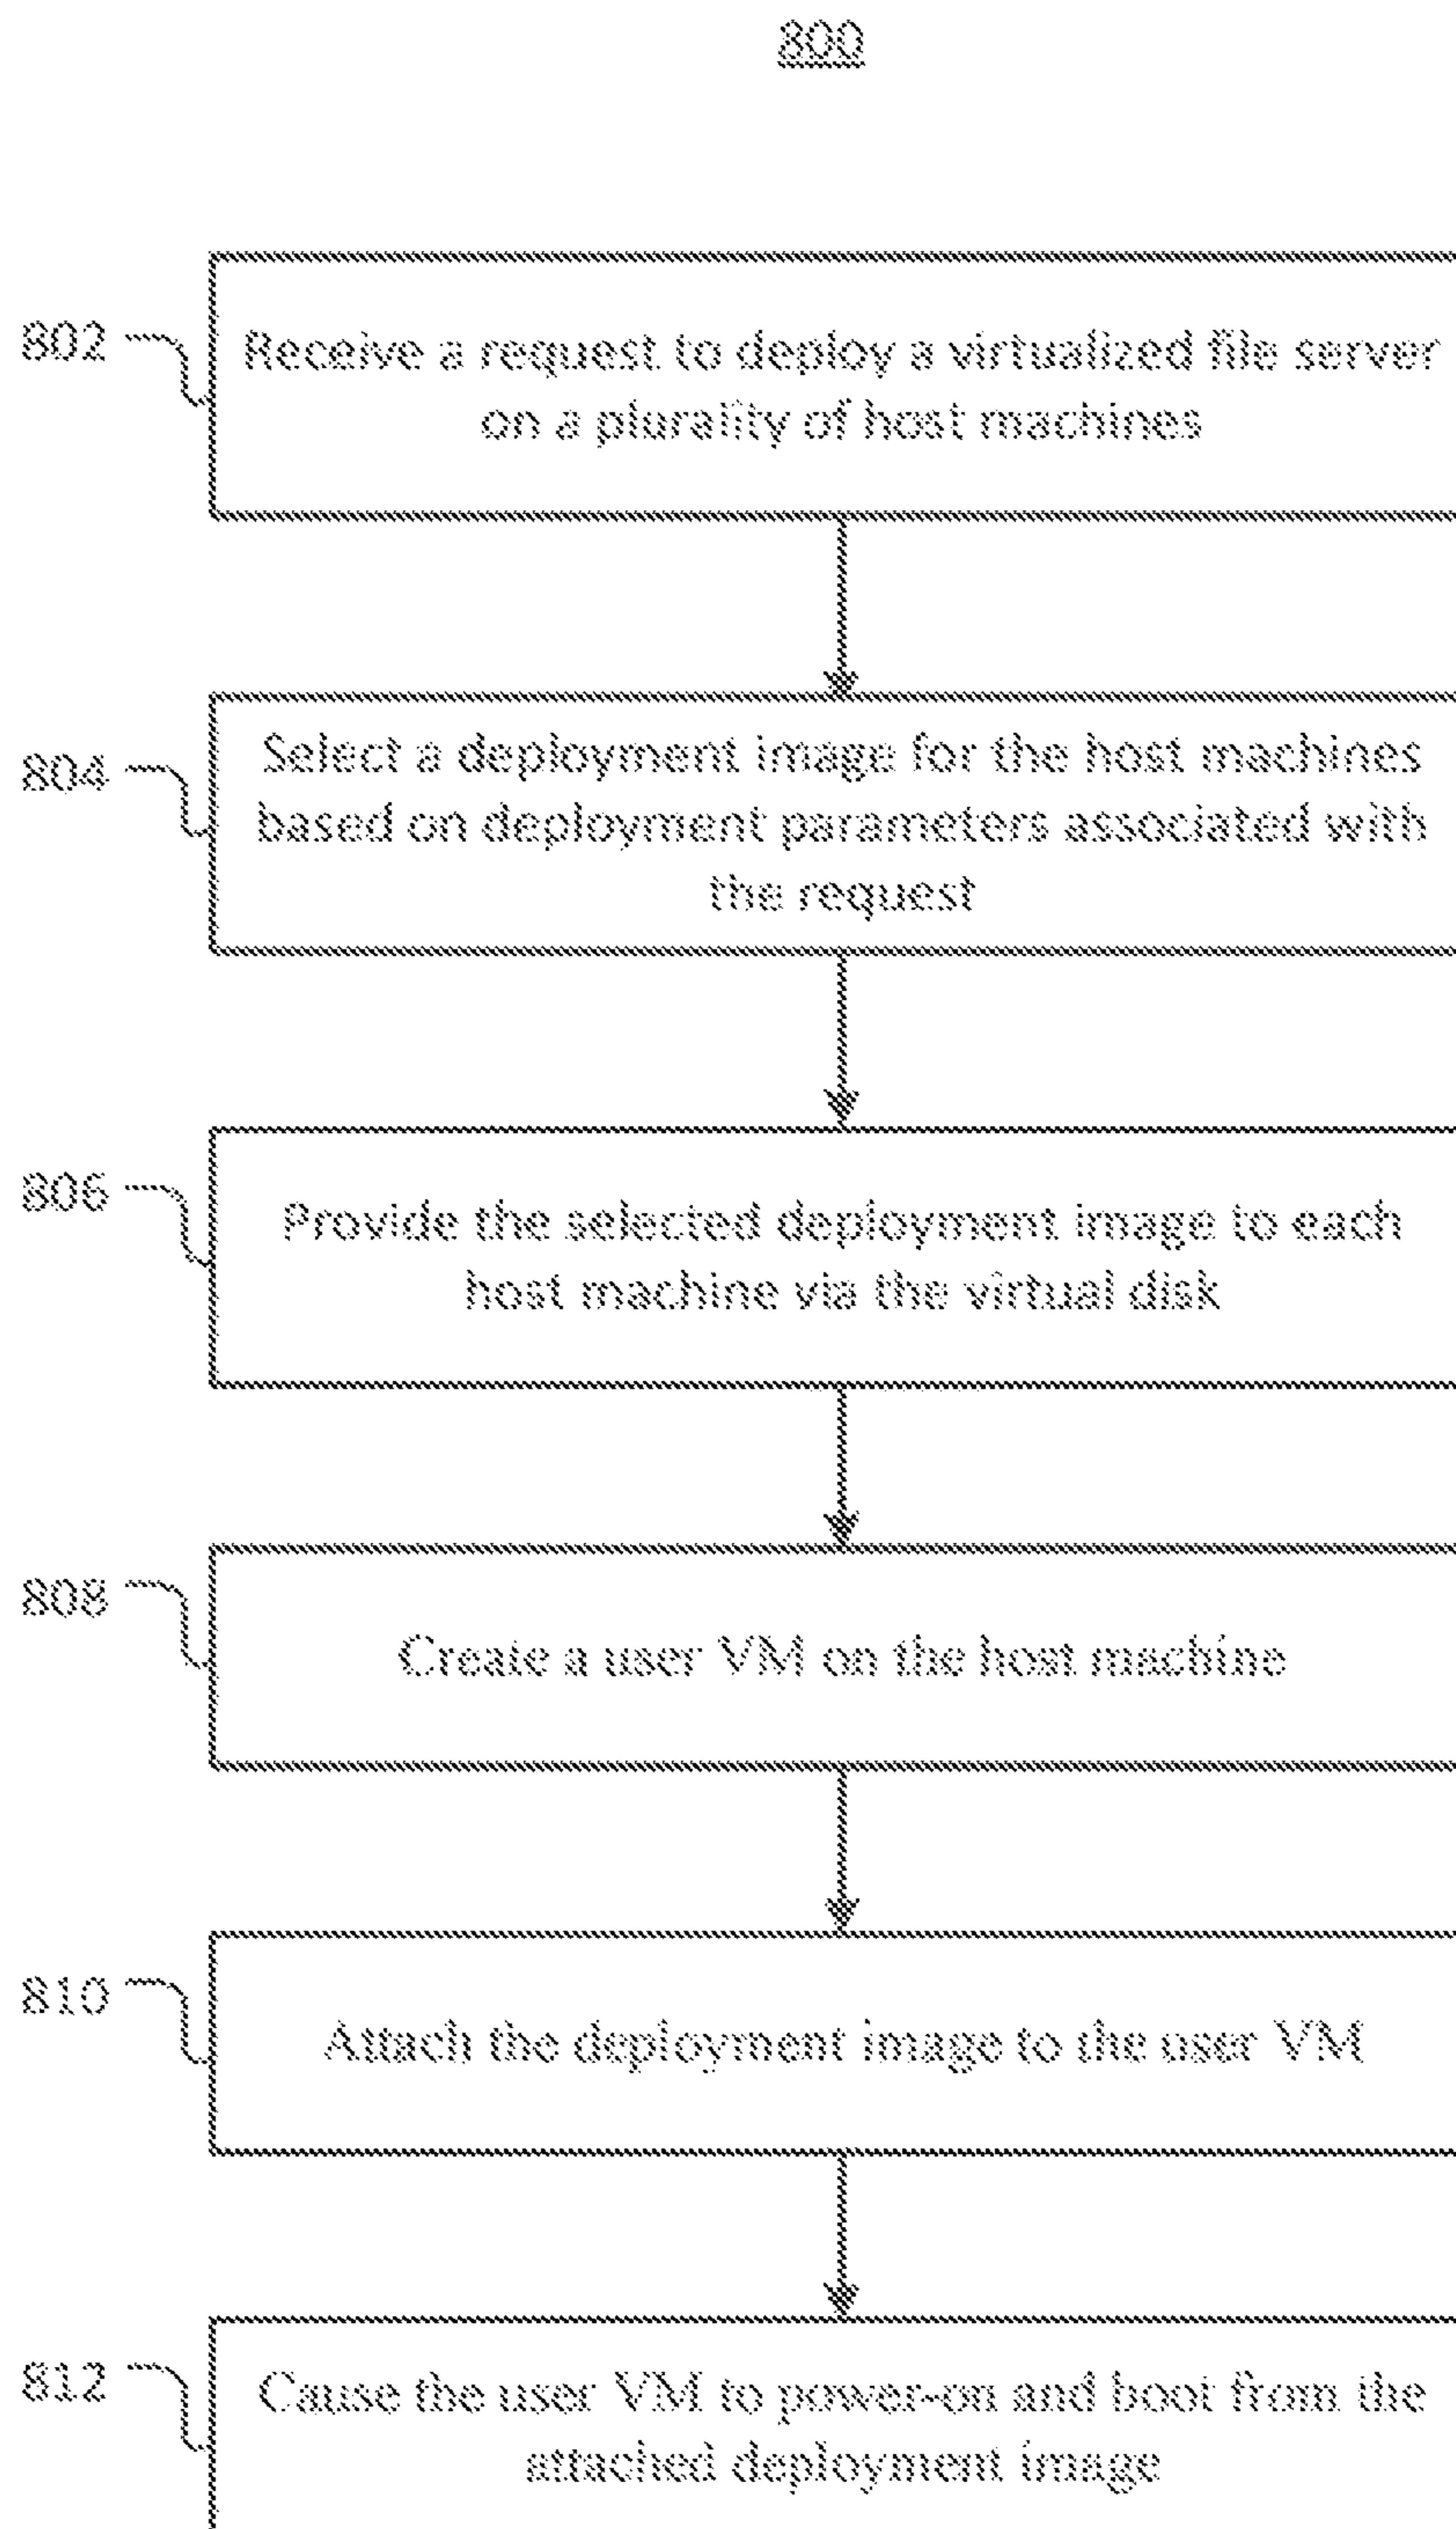 800
802
Receive a request to deploy a virtualized file server
on a plurality of host machines
804
Select a deployment image for the host machines
based on deployment parameters associated with
the request
806
Provide the selected deployment image to each
host machine via the virtual disk
808
Create a user VM on the host machine
810
Attach the deployment image to the user VM
812
Cause the user VM to power-on and boot from the
attached deployment image